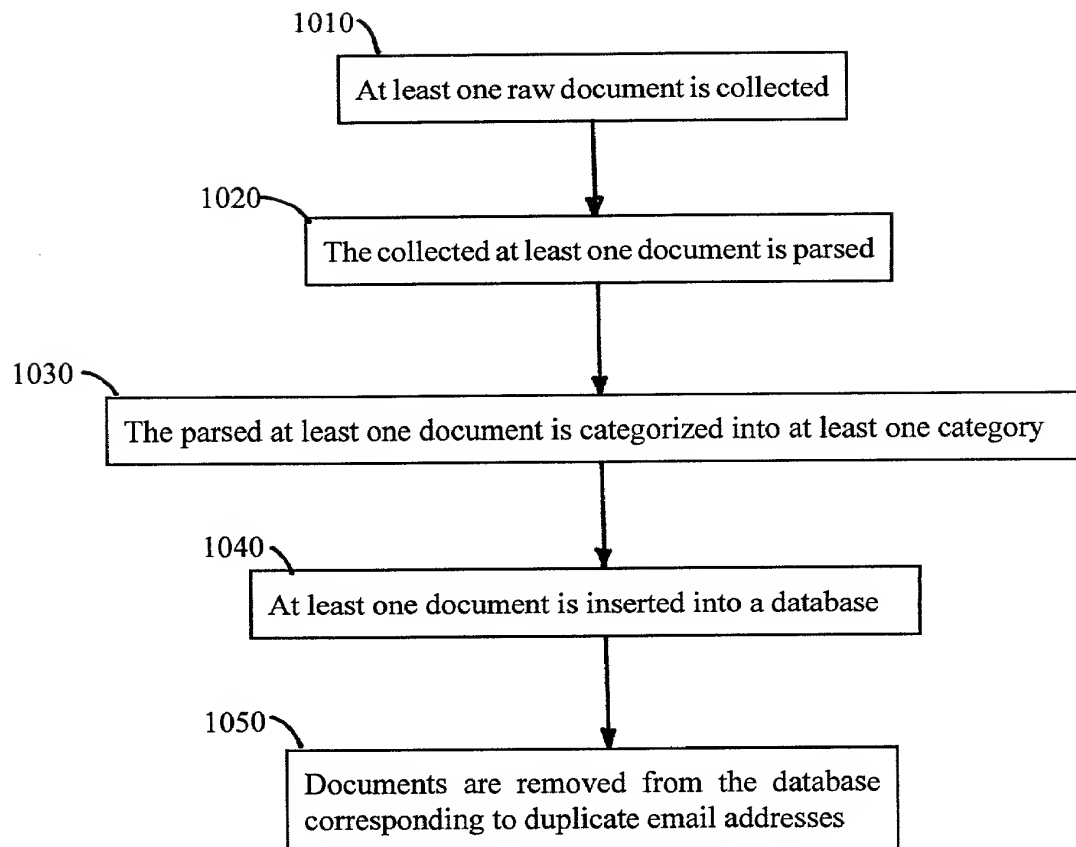 1010
At least one raw document is collected
1020
The collected at least one document is parsed
1030
The parsed at least one document is categorized into at least one category
1040
At least one document is inserted into a database
1050
Documents are removed from the database
corresponding to duplicate email addresses